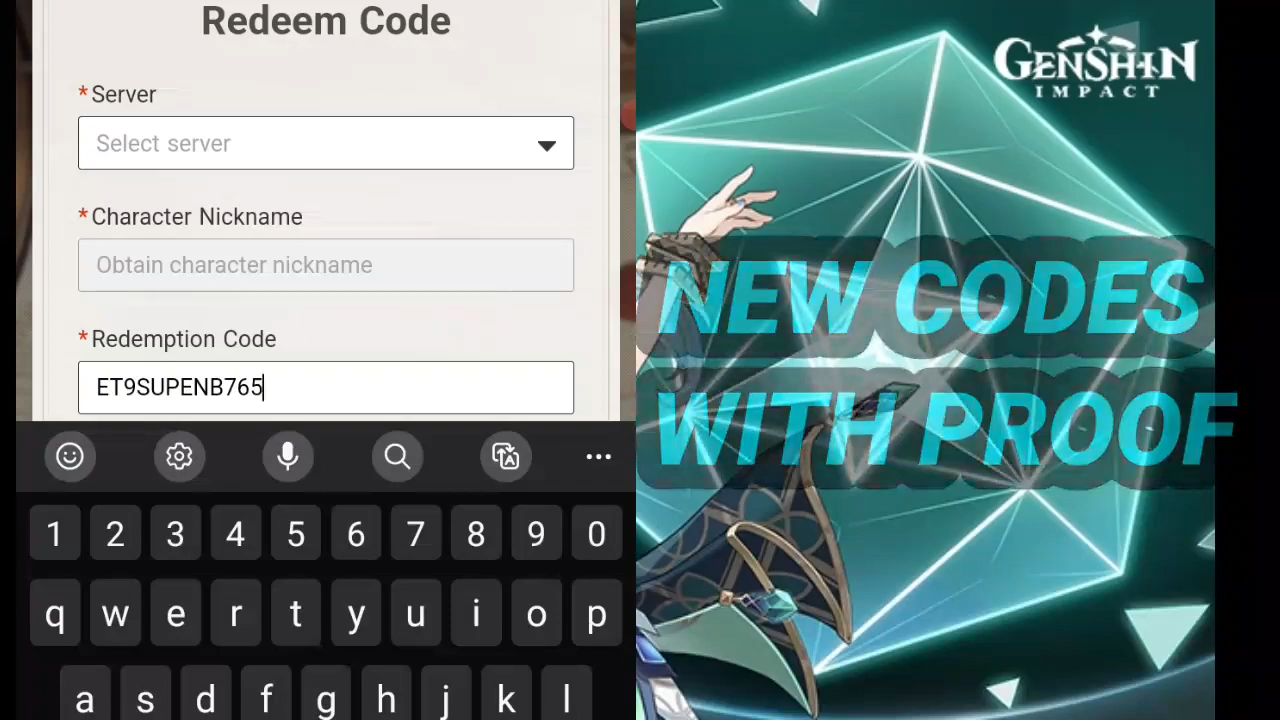 Redeem Code
*Server
Select server
*Character Nickname
Obtain character nickname
*Redemption Code
ET9SUPENB765
1 2 3 4 5 6 7 8 9 0
q w e r t y u i o p
a s d f g h j k l
GENSHIN
IMPACT
NEW CODES
WITH PROOF